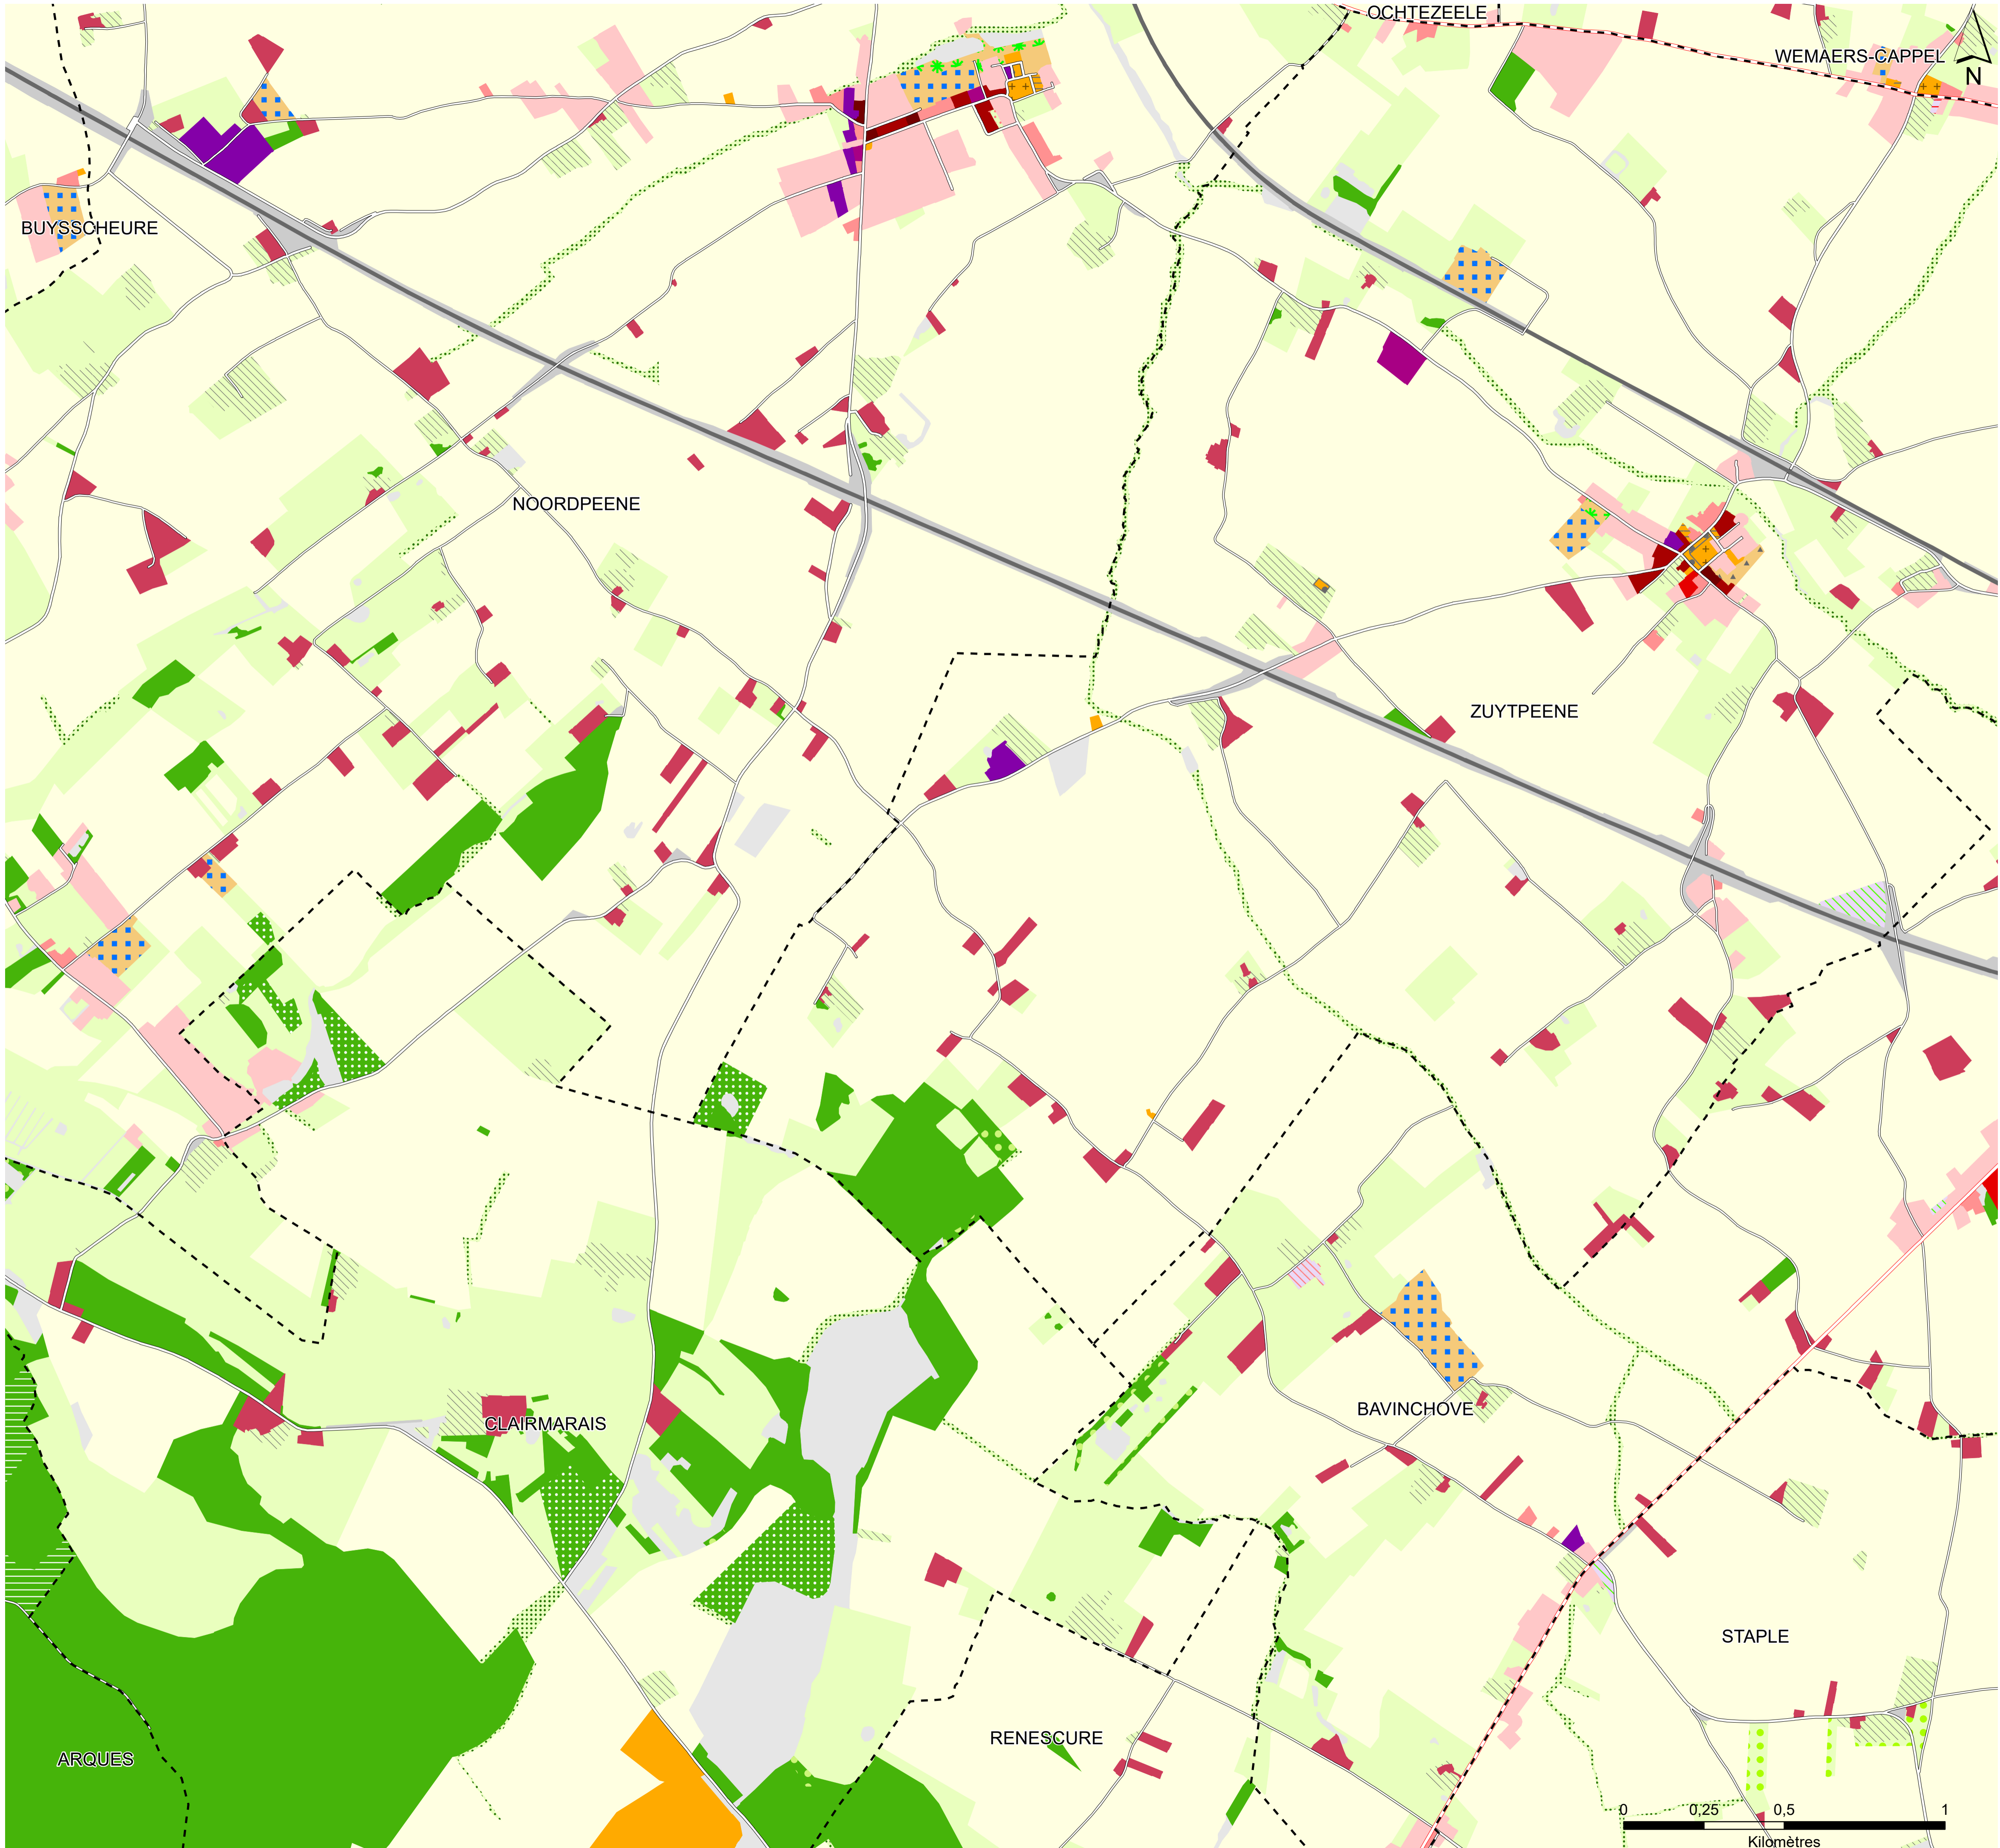 OCHTEZEELE
WEMAERS-CAPPEL
N
BUYSSCHEURE
NOORDPEENE
ZUYTPEENE
BAVINCHOVE
CLAIRMARAIS
STAPLE
RENESCURE
ARQUES
0 0,25 0,5 1
Kilomètres